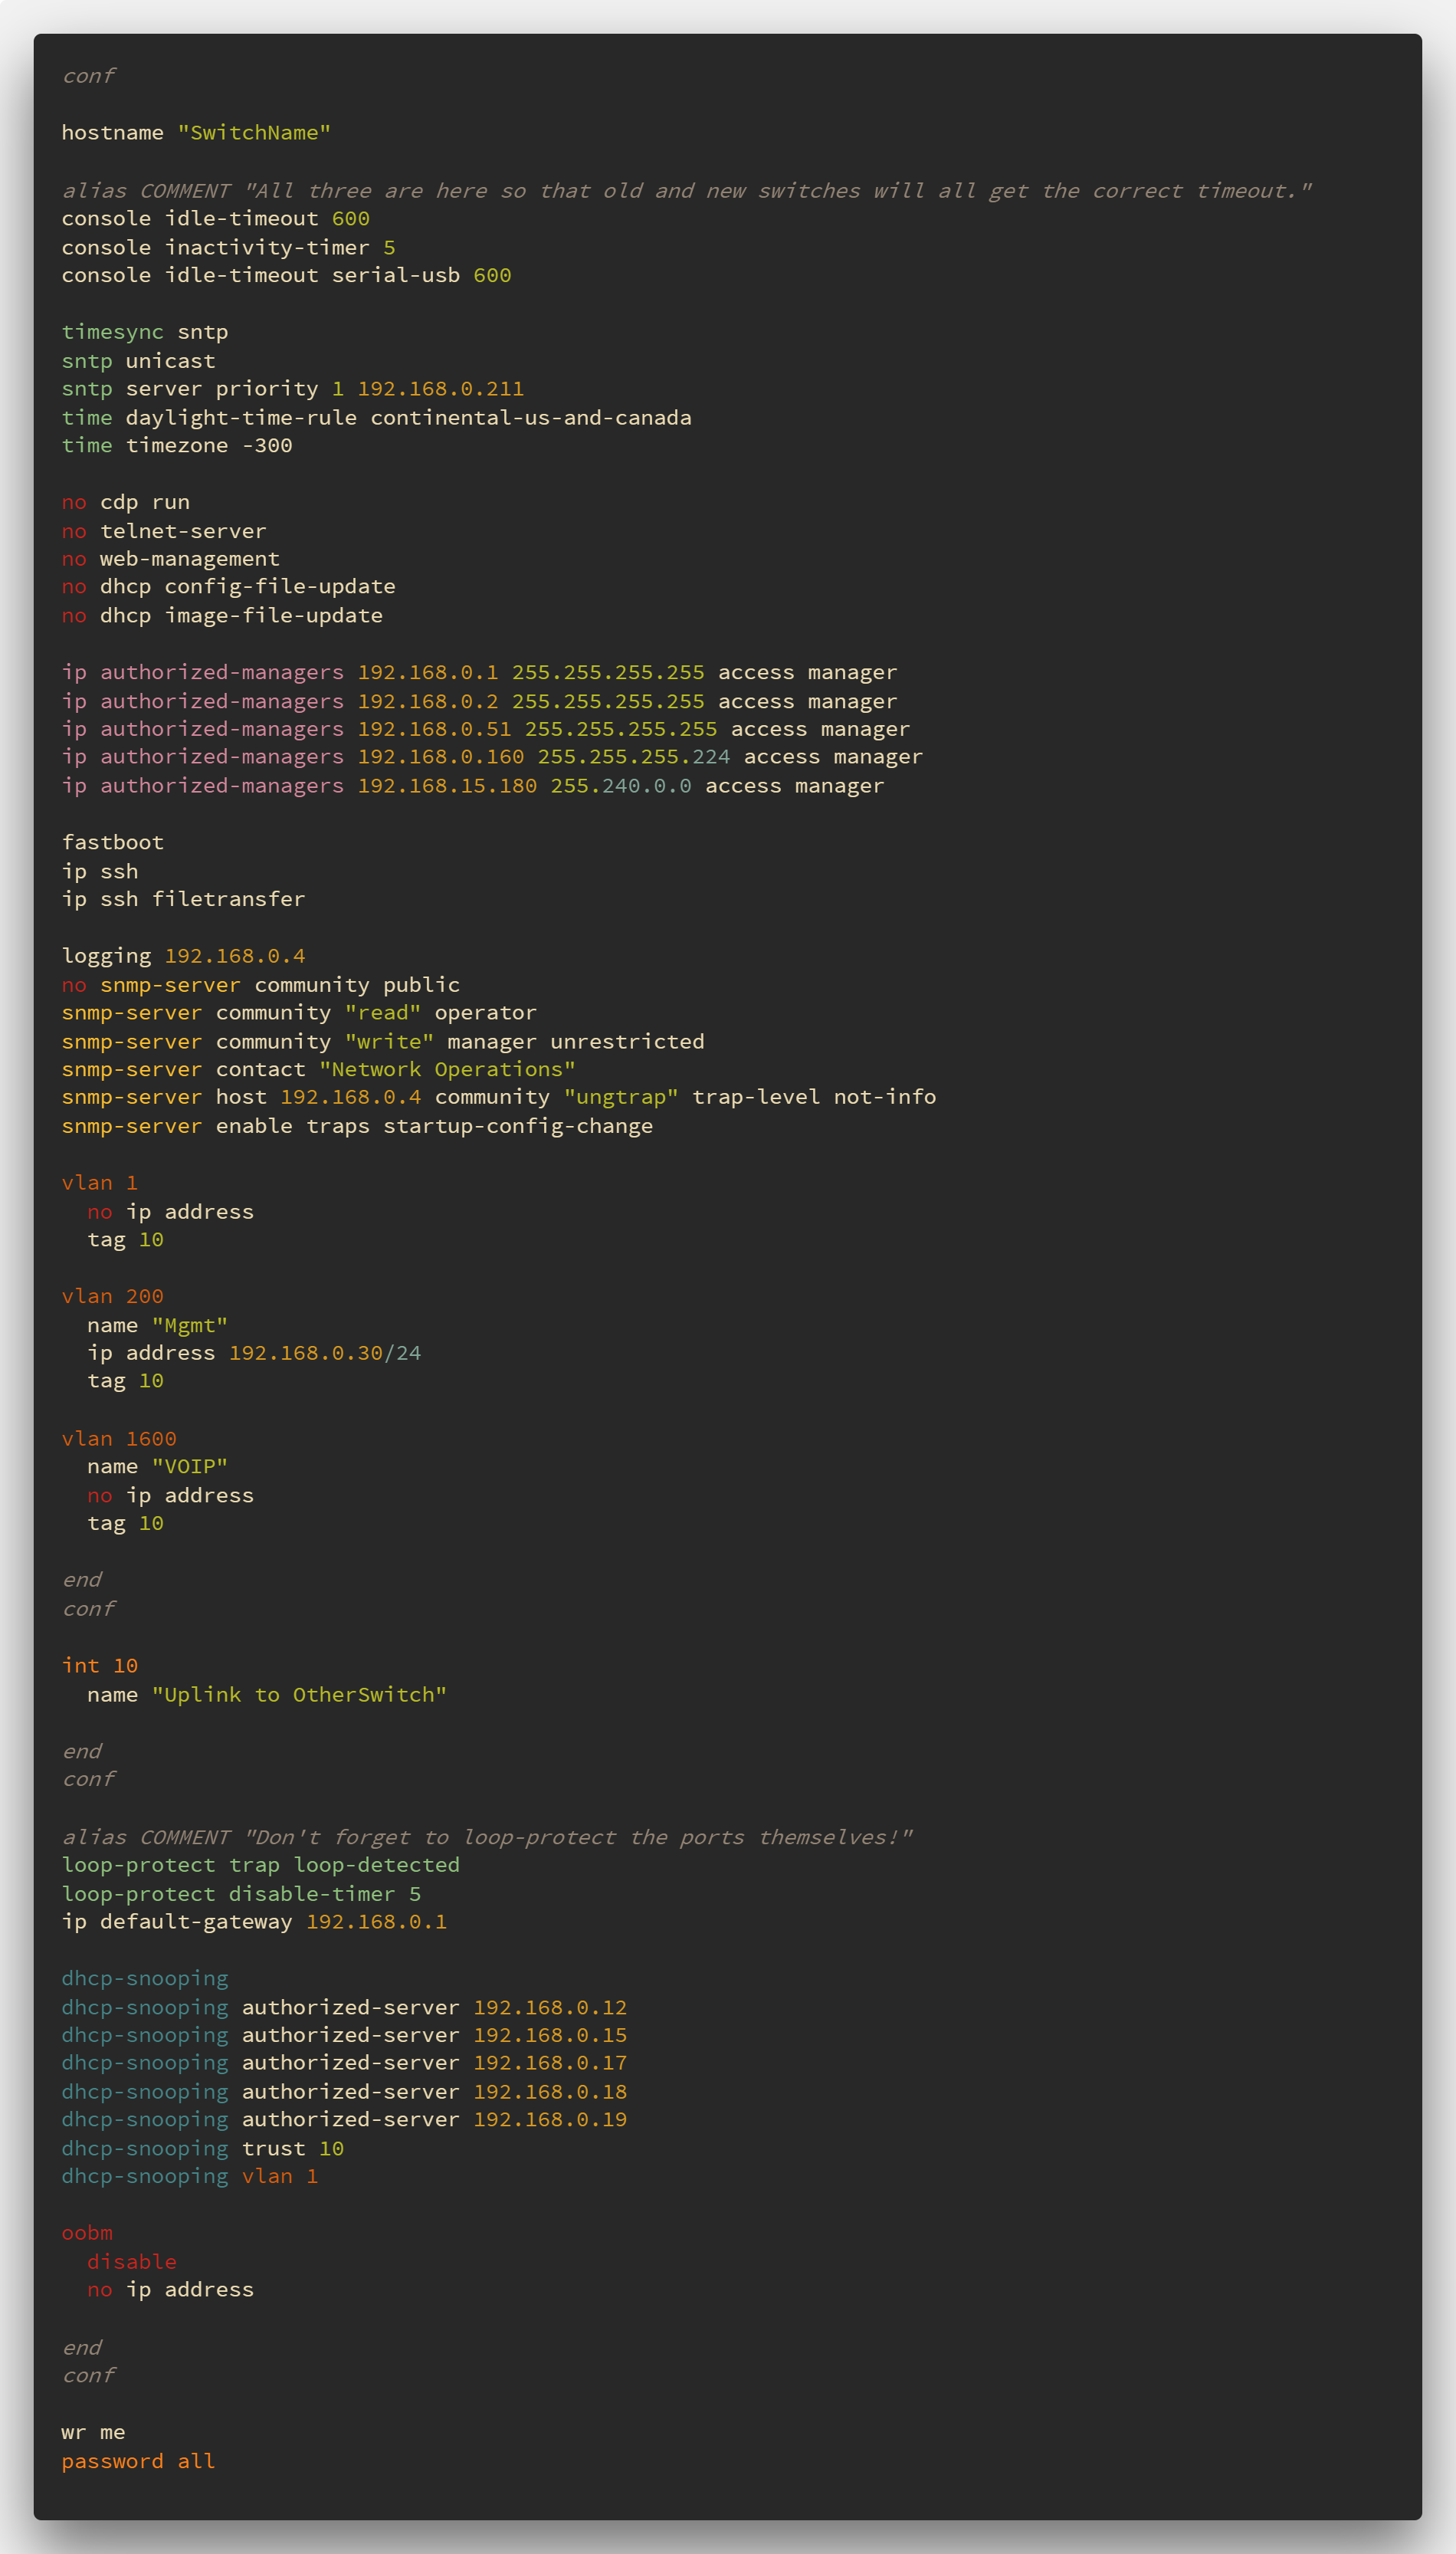 conf
hostname "SwitchName"
alias COMMENT "All three are here so that old and new switches will all get the correct timeout."
console idle-timeout 600
console inactivity-timer 5
console idle-timeout serial-usb 600
timesync sntp
sntp unicast
sntp server priority 1 192.168.0.211
time daylight-time-rule continental-us-and-canada
time timezone -300
no cdp run
no telnet-server
no web-management
no dhcp config-file-update
no dhcp image-file-update
ip authorized-managers 192.168.0.1 255.255.255.255 access manager
ip authorized-managers 192.168.0.2 255.255.255.255 access manager
ip authorized-managers 192.168.0.51 255.255.255.255 access manager
ip authorized-managers 192.168.0.160 255.255.255.224 access manager
ip authorized-managers 192.168.15.180 255.240.0.0 access manager
fastboot
ip ssh
ip ssh filetransfer
logging 192.168.0.4
no snmp-server community public
snmp-server community "read" operator
snmp-server community "write" manager unrestricted
snmp-server contact "Network Operations"
snmp-server host 192.168.0.4 community "ungtrap" trap-level not-info
snmp-server enable traps startup-config-change
vlan 1
  no ip address
  tag 10
vlan 200
  name "Mgmt"
  ip address 192.168.0.30/24
  tag 10
vlan 1600
  name "VOIP"
  no ip address
  tag 10
end
conf
int 10
  name "Uplink to OtherSwitch"
end
conf
alias COMMENT "Don't forget to loop-protect the ports themselves!"
loop-protect trap loop-detected
loop-protect disable-timer 5
ip default-gateway 192.168.0.1
dhcp-snooping
dhcp-snooping authorized-server 192.168.0.12
dhcp-snooping authorized-server 192.168.0.15
dhcp-snooping authorized-server 192.168.0.17
dhcp-snooping authorized-server 192.168.0.18
dhcp-snooping authorized-server 192.168.0.19
dhcp-snooping trust 10
dhcp-snooping vlan 1
oobm
  disable
  no ip address
end
conf
wr me
password all